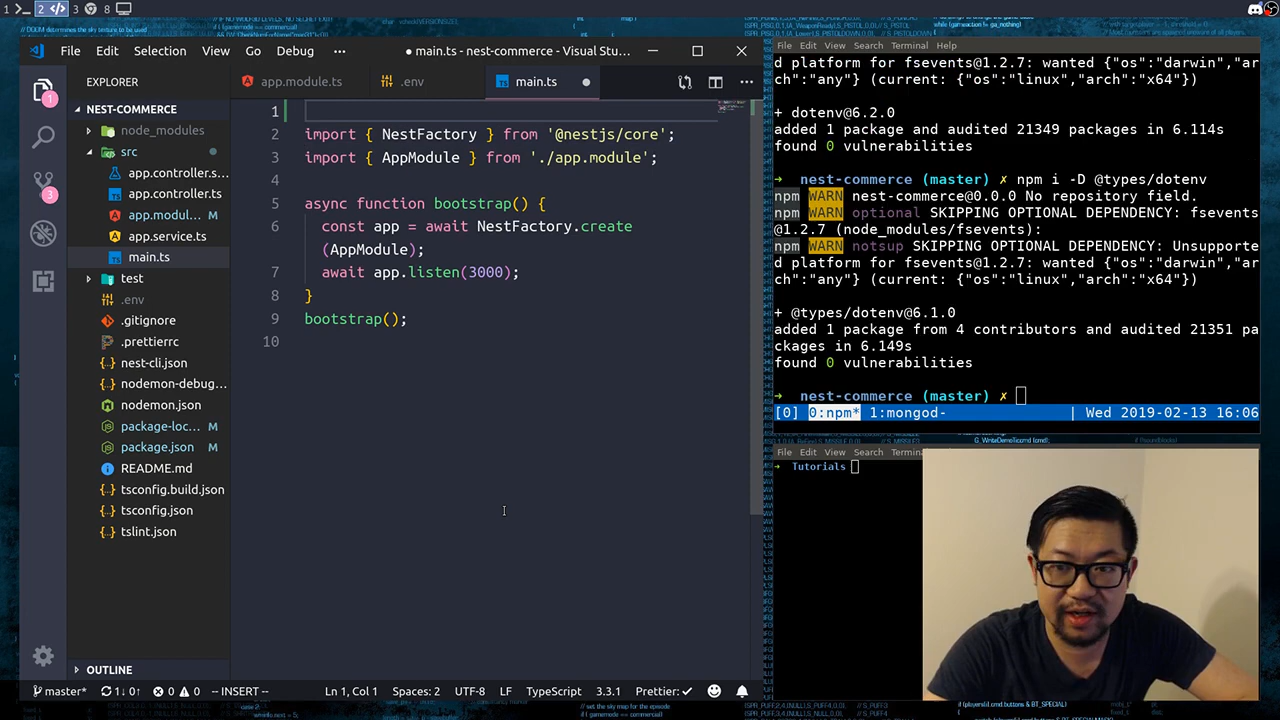 1 2 3 8
File Edit Selection View Go Debug ••• ● main.ts - nest-commerce - Visual Stu...
EXPLORER
NEST-COMMERCE
node_modules
src
app.controller.s...
app.controller.ts
app.modul... M
app.service.ts
main.ts
test
.env
.gitignore
.prettierrc
nest-cli.json
nodemon-debug...
nodemon.json
package-loc... M
package.json M
README.md
tsconfig.build.json
tsconfig.json
tslint.json
OUTLINE
1
3
app.module.ts .env main.ts
1
2 import { NestFactory } from '@nestjs/core';
3 import { AppModule } from './app.module';
4
5 async function bootstrap() {
6 const app = await NestFactory.create
(AppModule);
7 await app.listen(3000);
8 }
9 bootstrap();
10
master* 1↓ 0↑ 0 0 -- INSERT -- 1, Col 1 Spaces: 2 UTF-8 LF Typescript 3.3.1 Prettier: ✓
File Edit View Search Terminal Help
d platform for fsevents@1.2.7: wanted {"os":"darwin","ar
ch":"any"} (current: {"os":"linux","arch":"x64"})
+ dotenv@6.2.0
added 1 package and audited 21349 packages in 6.114s
found 0 vulnerabilities
➜ nest-commerce (master) ✗ npm i -D @types/dotenv
npm WARN nest-commerce@0.0.0 No repository field.
npm WARN optional SKIPPING OPTIONAL DEPENDENCY: fsevents
@1.2.7 (node_modules/fsevents):
npm WARN notsup SKIPPING OPTIONAL DEPENDENCY: Unsupporte
d platform for fsevents@1.2.7: wanted {"os":"darwin","ar
ch":"any"} (current: {"os":"linux","arch":"x64"})
+ @types/dotenv@6.1.0
added 1 package from 4 contributors and audited 21351 pa
ckages in 6.149s
found 0 vulnerabilities
➜ nest-commerce (master) ✗
[0] 0:npm* 1:mongod- | Wed 2019-02-13 16:06
File Edit View Search Termina
➜ Tutorials